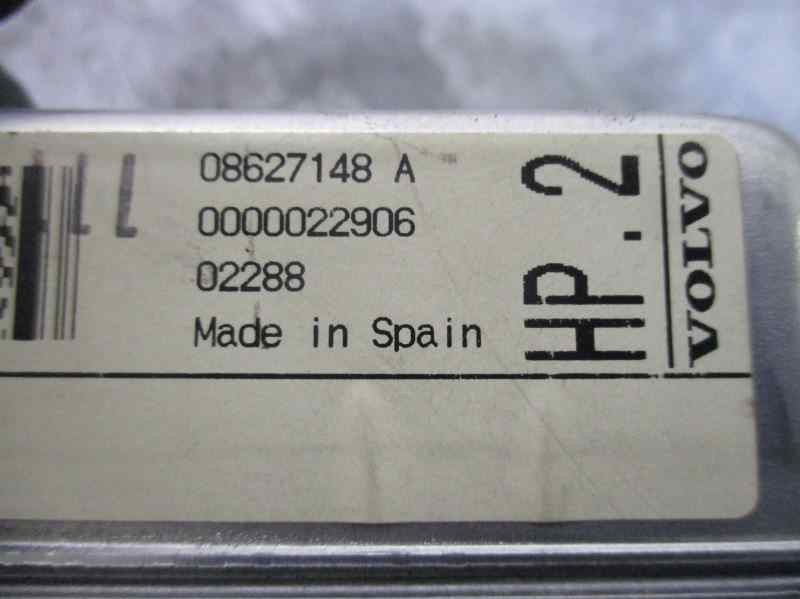 08627148 A
0000022906
02288
Made in Spain
HP.2
VOLVO